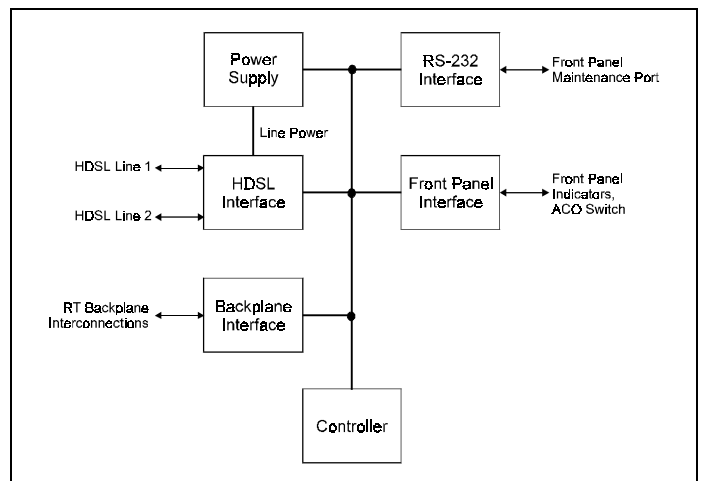 Power
Supply
RS-232
Interface
Front Panel
Maintenance Port
Line Power
HDSL Line 1
HDSL Line 2
HDSL
Interface
Front Panel
Interface
Front Panel
Indicators,
ACO Switch
RT Backplane
Interconnections
Backplane
Interface
Controller